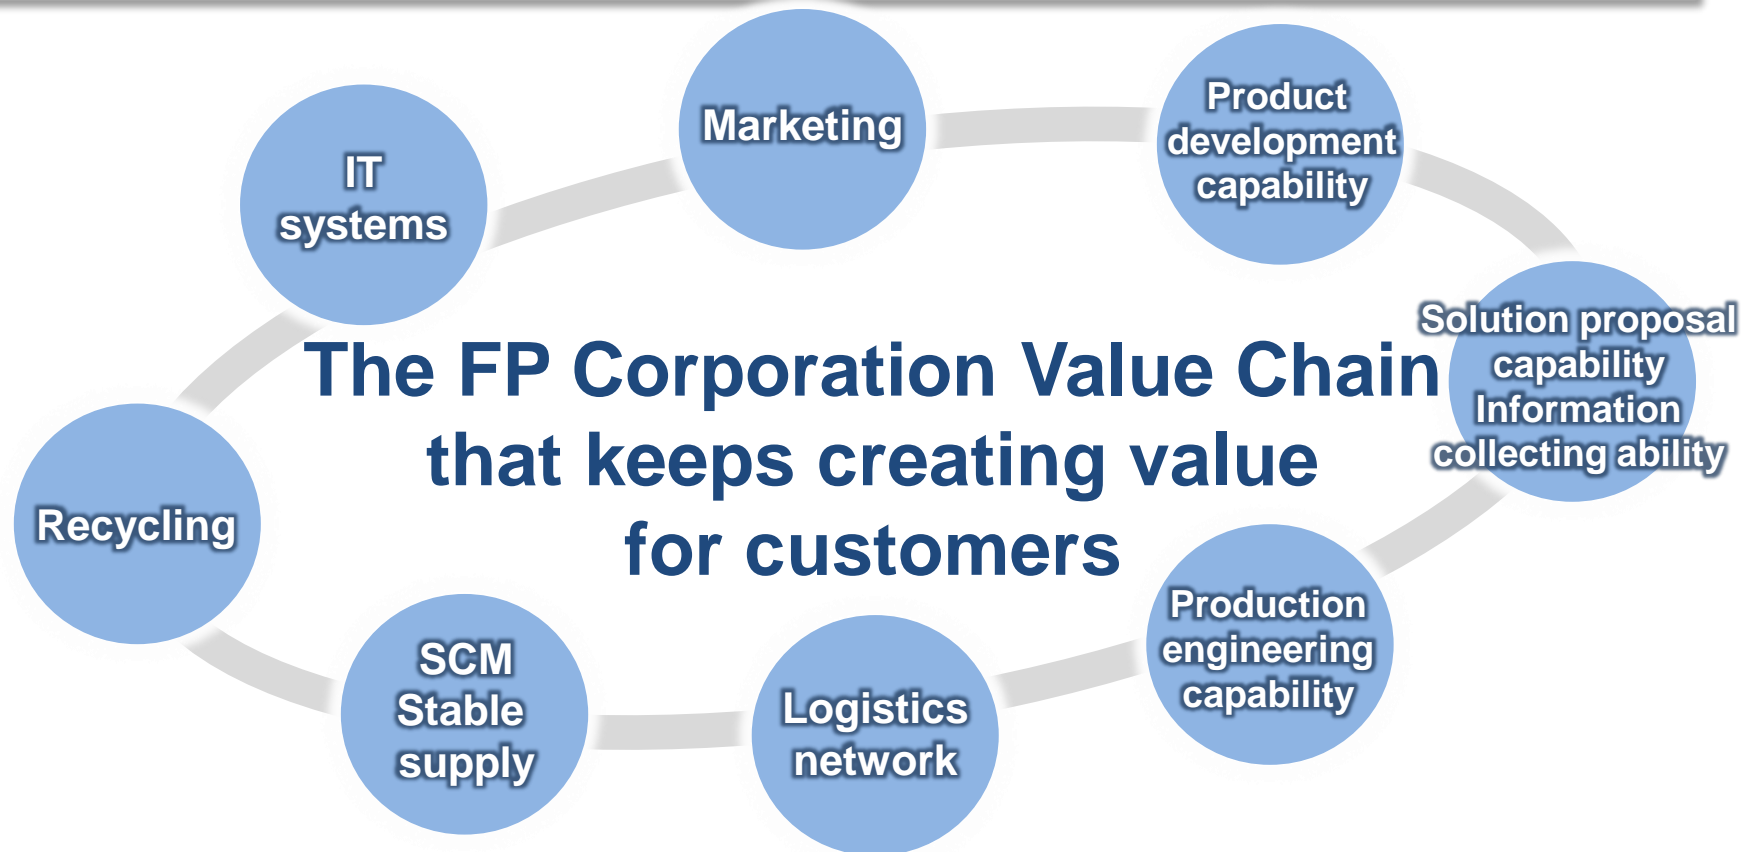 Marketing
Product
development
capability
IT
systems
Solution proposal
capability
Information
collecting ability
The FP Corporation Value Chain
that keeps creating value
for customers
Recycling
Production
engineering
capability
SCM
Stable
supply
Logistics
network